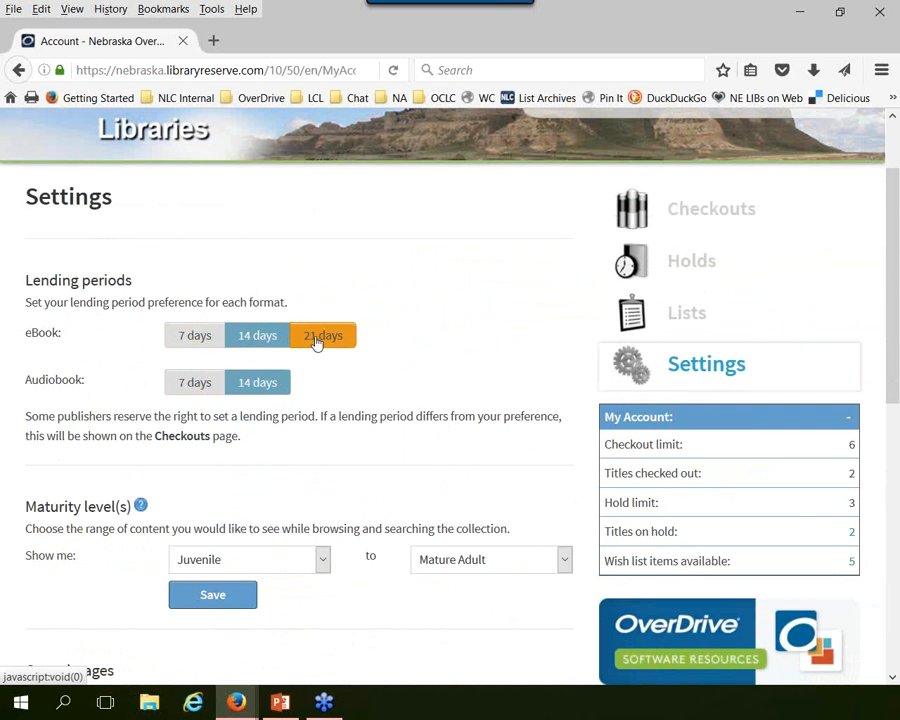 File Edit View History Bookmarks Tools Help
Account - Nebraska Over...
https://nebraska.libraryreserve.com/10/50/en/MyAcc
Search
Getting Started NLC Internal OverDrive LCL Chat NA OCLC WC NLC List Archives Pin It DuckDuckGo NE LIBs on Web Delicious »
Libraries
Settings
Lending periods
Set your lending period preference for each format.
eBook: 7 days 14 days 21 days
Audiobook: 7 days 14 days
Some publishers reserve the right to set a lending period. If a lending period differs from your preference,
this will be shown on the Checkouts page.
Maturity level(s) ?
Choose the range of content you would like to see while browsing and searching the collection.
Show me: Juvenile to Mature Adult
Save
Checkouts
Holds
Lists
Settings
My Account: -
Checkout limit: 6
Titles checked out: 2
Hold limit: 3
Titles on hold: 2
Wish list items available: 5
OverDrive
SOFTWARE RESOURCES
javascript:void(0)